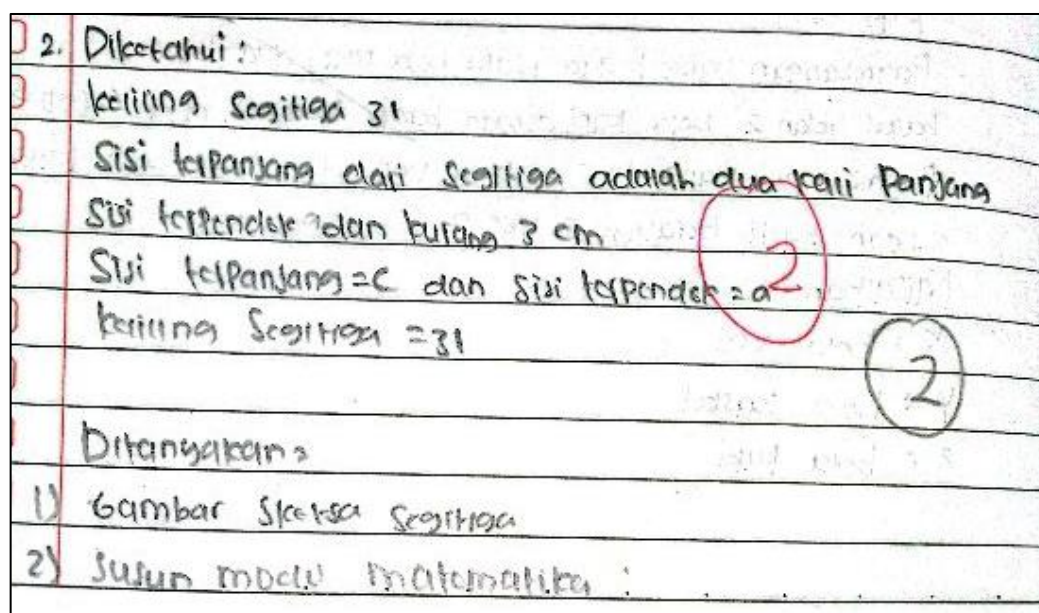 2. Diketahui :
keliling segitiga 31
Sisi terpanjang dari segitiga adalah dua kali Panjang
Sisi terpendek dan kurang 3 cm
Sisi terpanjang = c dan sisi terpendek = a
2
keliling Segitiga = 31
2
Ditanyakan =
1) Gambar Sketsa segitiga
2) Susun model matematika :